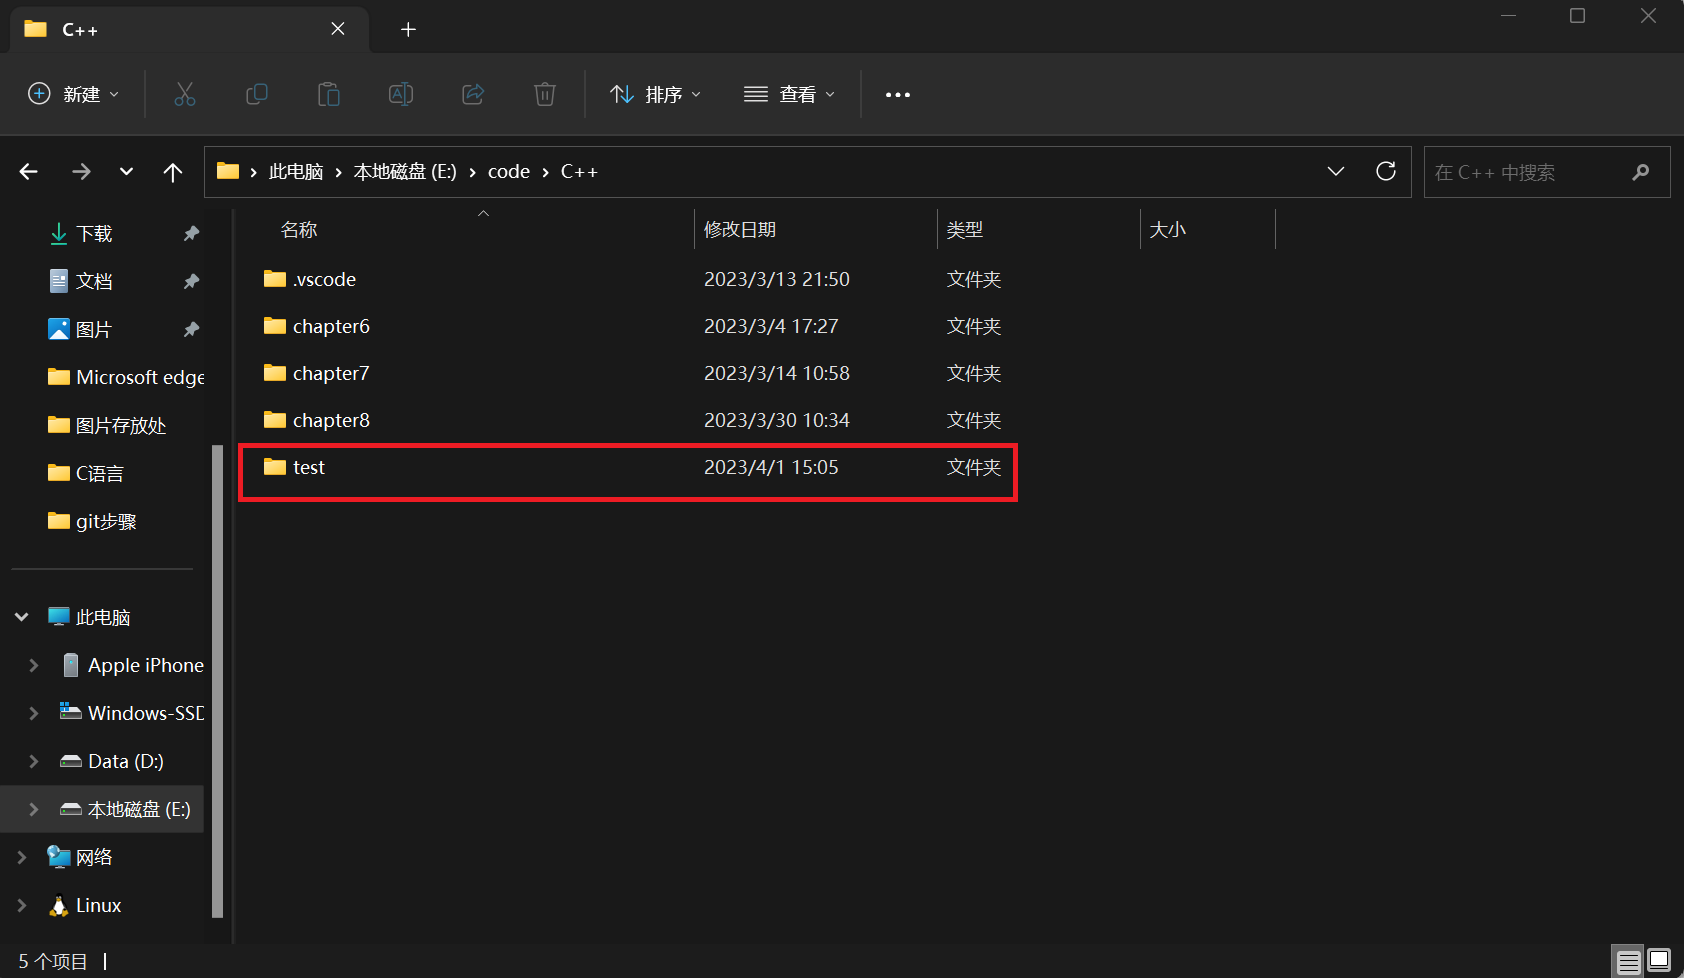 C++
新建
排序
查看
此电脑 › 本地磁盘 (E:) › code › C++
在 C++ 中搜索
名称 修改日期 类型 大小
.vscode 2023/3/13 21:50 文件夹
chapter6 2023/3/4 17:27 文件夹
chapter7 2023/3/14 10:58 文件夹
chapter8 2023/3/30 10:34 文件夹
test 2023/4/1 15:05 文件夹
下载
文档
图片
Microsoft edge
图片存放处
C语言
git步骤
此电脑
Apple iPhone
Windows-SSD
Data (D:)
本地磁盘 (E:)
网络
Linux
5 个项目